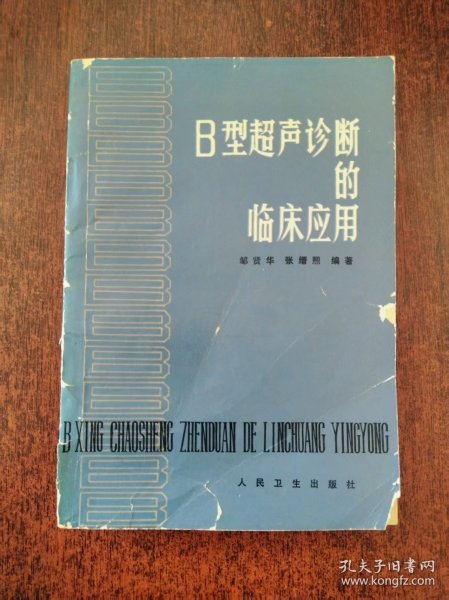 B型超声诊断
的
临床应用
邹贤华 张缙熙 编著
B XING CHAOSHENG ZHENDUAN DE LINCHUANG YINGYONG
人民卫生出版社
孔夫子旧书网
www.kongfz.com